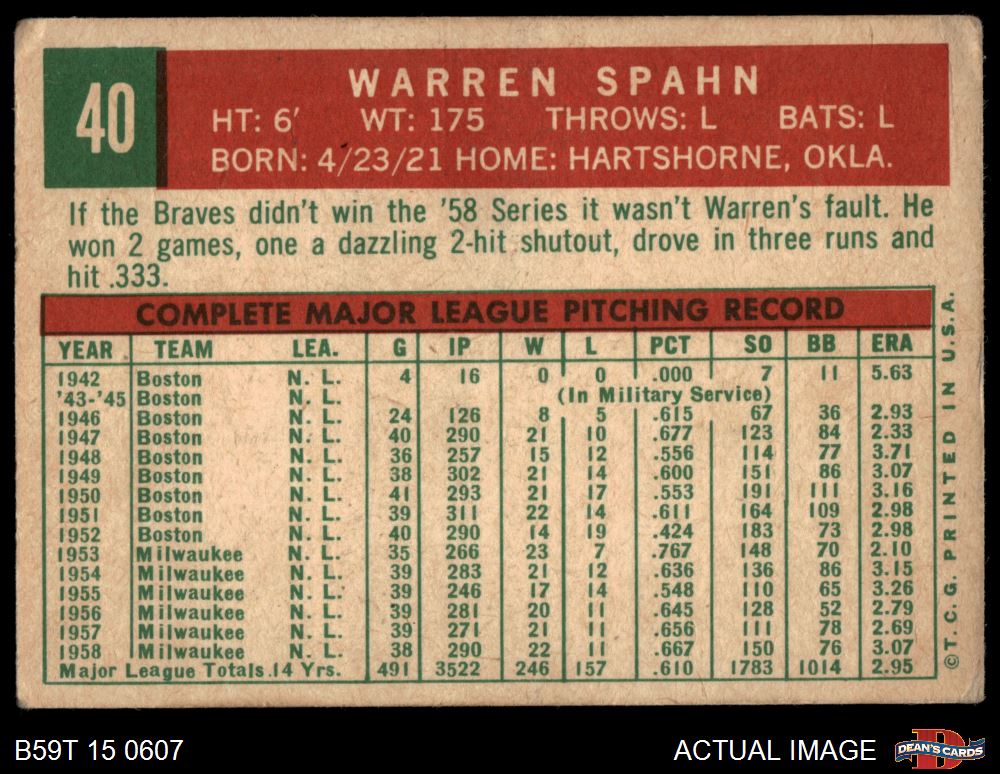 40
WARREN SPAHN
HT: 6' WT: 175 THROWS: L BATS: L
BORN: 4/23/21 HOME: HARTSHORNE, OKLA.
If the Braves didn't win the '58 Series it wasn't Warren's fault. He
won 2 games, one a dazzling 2-hit shutout, drove in three runs and
hit .333.
COMPLETE MAJOR LEAGUE PITCHING RECORD
YEAR TEAM LEA. G IP W L PCT SO BB ERA
1942 Boston N. L. 4 16 0 0 .000 7 11 5.63
'43-'45 Boston N. L. (In Military Service)
1946 Boston N. L. 24 126 8 5 .615 67 36 2.93
1947 Boston N. L. 40 290 21 10 .677 123 84 2.33
1948 Boston N. L. 36 257 15 12 .556 114 77 3.71
1949 Boston N. L. 38 302 21 14 .600 151 86 3.07
1950 Boston N. L. 41 293 21 17 .553 191 111 3.16
1951 Boston N. L. 39 311 22 14 .611 164 109 2.98
1952 Boston N. L. 40 290 14 19 .424 183 73 2.98
1953 Milwaukee N. L. 35 266 23 7 .767 148 70 2.10
1954 Milwaukee N. L. 39 283 21 12 .636 136 86 3.15
1955 Milwaukee N. L. 39 246 17 14 .548 110 65 3.26
1956 Milwaukee N. L. 39 281 20 11 .645 128 52 2.79
1957 Milwaukee N. L. 39 271 21 11 .656 111 78 2.69
1958 Milwaukee N. L. 38 290 22 11 .667 150 76 3.07
Major League Totals 14 Yrs. 491 3522 246 157 .610 1783 1014 2.95
©T. C. G. PRINTED IN U.S.A.
B59T 15 0607
ACTUAL IMAGE
D
DEAN'S CARDS